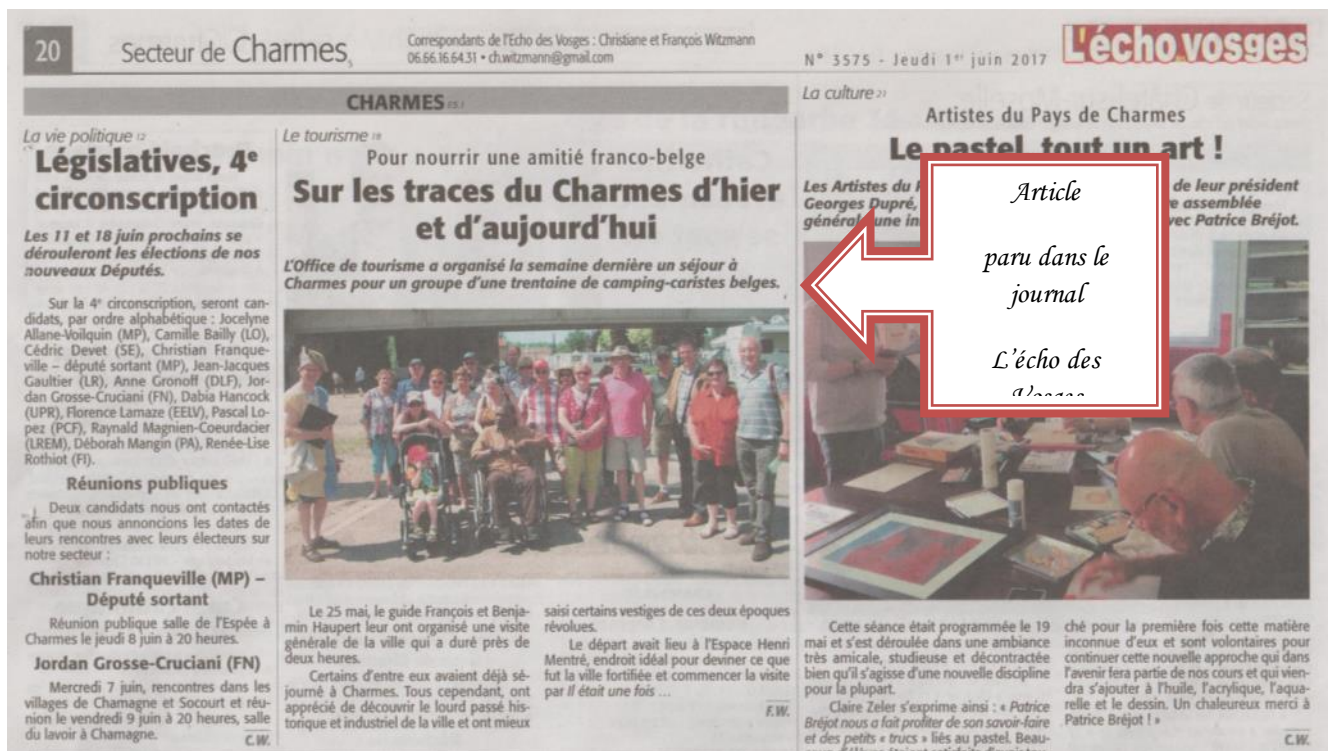 20
Secteur de Charmes
Correspondants de l'Echo des Vosges : Christiane et François Witzmann
06.66.16.64.31 • ch.witzmann@gmail.com
N° 3575 - Jeudi 1er juin 2017
L'écho vosges
CHARMES
La vie politique 12
Législatives, 4e
circonscription
Les 11 et 18 juin prochains se
dérouleront les élections de nos
nouveaux Députés.
Sur la 4e circonscription, seront can-
didats, par ordre alphabétique : Jocelyne
Allane-Voilquin (MP), Camille Bailly (LO),
Cédric Devet (SE), Christian Franque-
ville – député sortant (MP), Jean-Jacques
Gaultier (LR), Anne Gronoff (DLF), Jor-
dan Grosse-Cruciani (FN), Dabia Hancock
(UPR), Florence Lamaze (EELV), Pascal Lo-
pez (PCF), Raynald Magnien-Coeurdacier
(LREM), Déborah Mangin (PA), Renée-Lise
Rothiot (FI).
Réunions publiques
Deux candidats nous ont contactés
afin que nous annoncions les dates de
leurs rencontres avec leurs électeurs sur
notre secteur :
Christian Franqueville (MP) –
Député sortant
Réunion publique salle de l'Espée à
Charmes le jeudi 8 juin à 20 heures.
Jordan Grosse-Cruciani (FN)
Mercredi 7 juin, rencontres dans les
villages de Chamagne et Socourt et réu-
nion le vendredi 9 juin à 20 heures, salle
du lavoir à Chamagne.
C.W.
Le tourisme 18
Pour nourrir une amitié franco-belge
Sur les traces du Charmes d'hier
et d'aujourd'hui
L'Office de tourisme a organisé la semaine dernière un séjour à
Charmes pour un groupe d'une trentaine de camping-caristes belges.
Le 25 mai, le guide François et Benja-
min Haupert leur ont organisé une visite
générale de la ville qui a duré près de
deux heures.
Certains d'entre eux avaient déjà sé-
journé à Charmes. Tous cependant, ont
apprécié de découvrir le lourd passé his-
torique et industriel de la ville et ont mieux
saisi certains vestiges de ces deux époques
révolues.
Le départ avait lieu à l'Espace Henri
Mentré, endroit idéal pour deviner ce que
fut la ville fortifiée et commencer la visite
par Il était une fois …
F.W.
La culture 21
Artistes du Pays de Charmes
Le pastel, tout un art !
Les Artistes du de leur président
Georges Dupré, assemblée
générale une Patrice Bréjot.
Article
paru dans le
journal
L'écho des
Vosges
Cette séance était programmée le 19
mai et s'est déroulée dans une ambiance
très amicale, studieuse et décontractée
bien qu'il s'agisse d'une nouvelle discipline
pour la plupart.
Claire Zeler s'exprime ainsi : « Patrice
Bréjot nous a fait profiter de son savoir-faire
et des petits « trucs » liés au pastel. Beau-
ché pour la première fois cette matière
inconnue d'eux et sont volontaires pour
continuer cette nouvelle approche qui dans
l'avenir fera partie de nos cours et qui vien-
dra s'ajouter à l'huile, l'acrylique, l'aqua-
relle et le dessin. Un chaleureux merci à
Patrice Bréjot ! »
C.W.